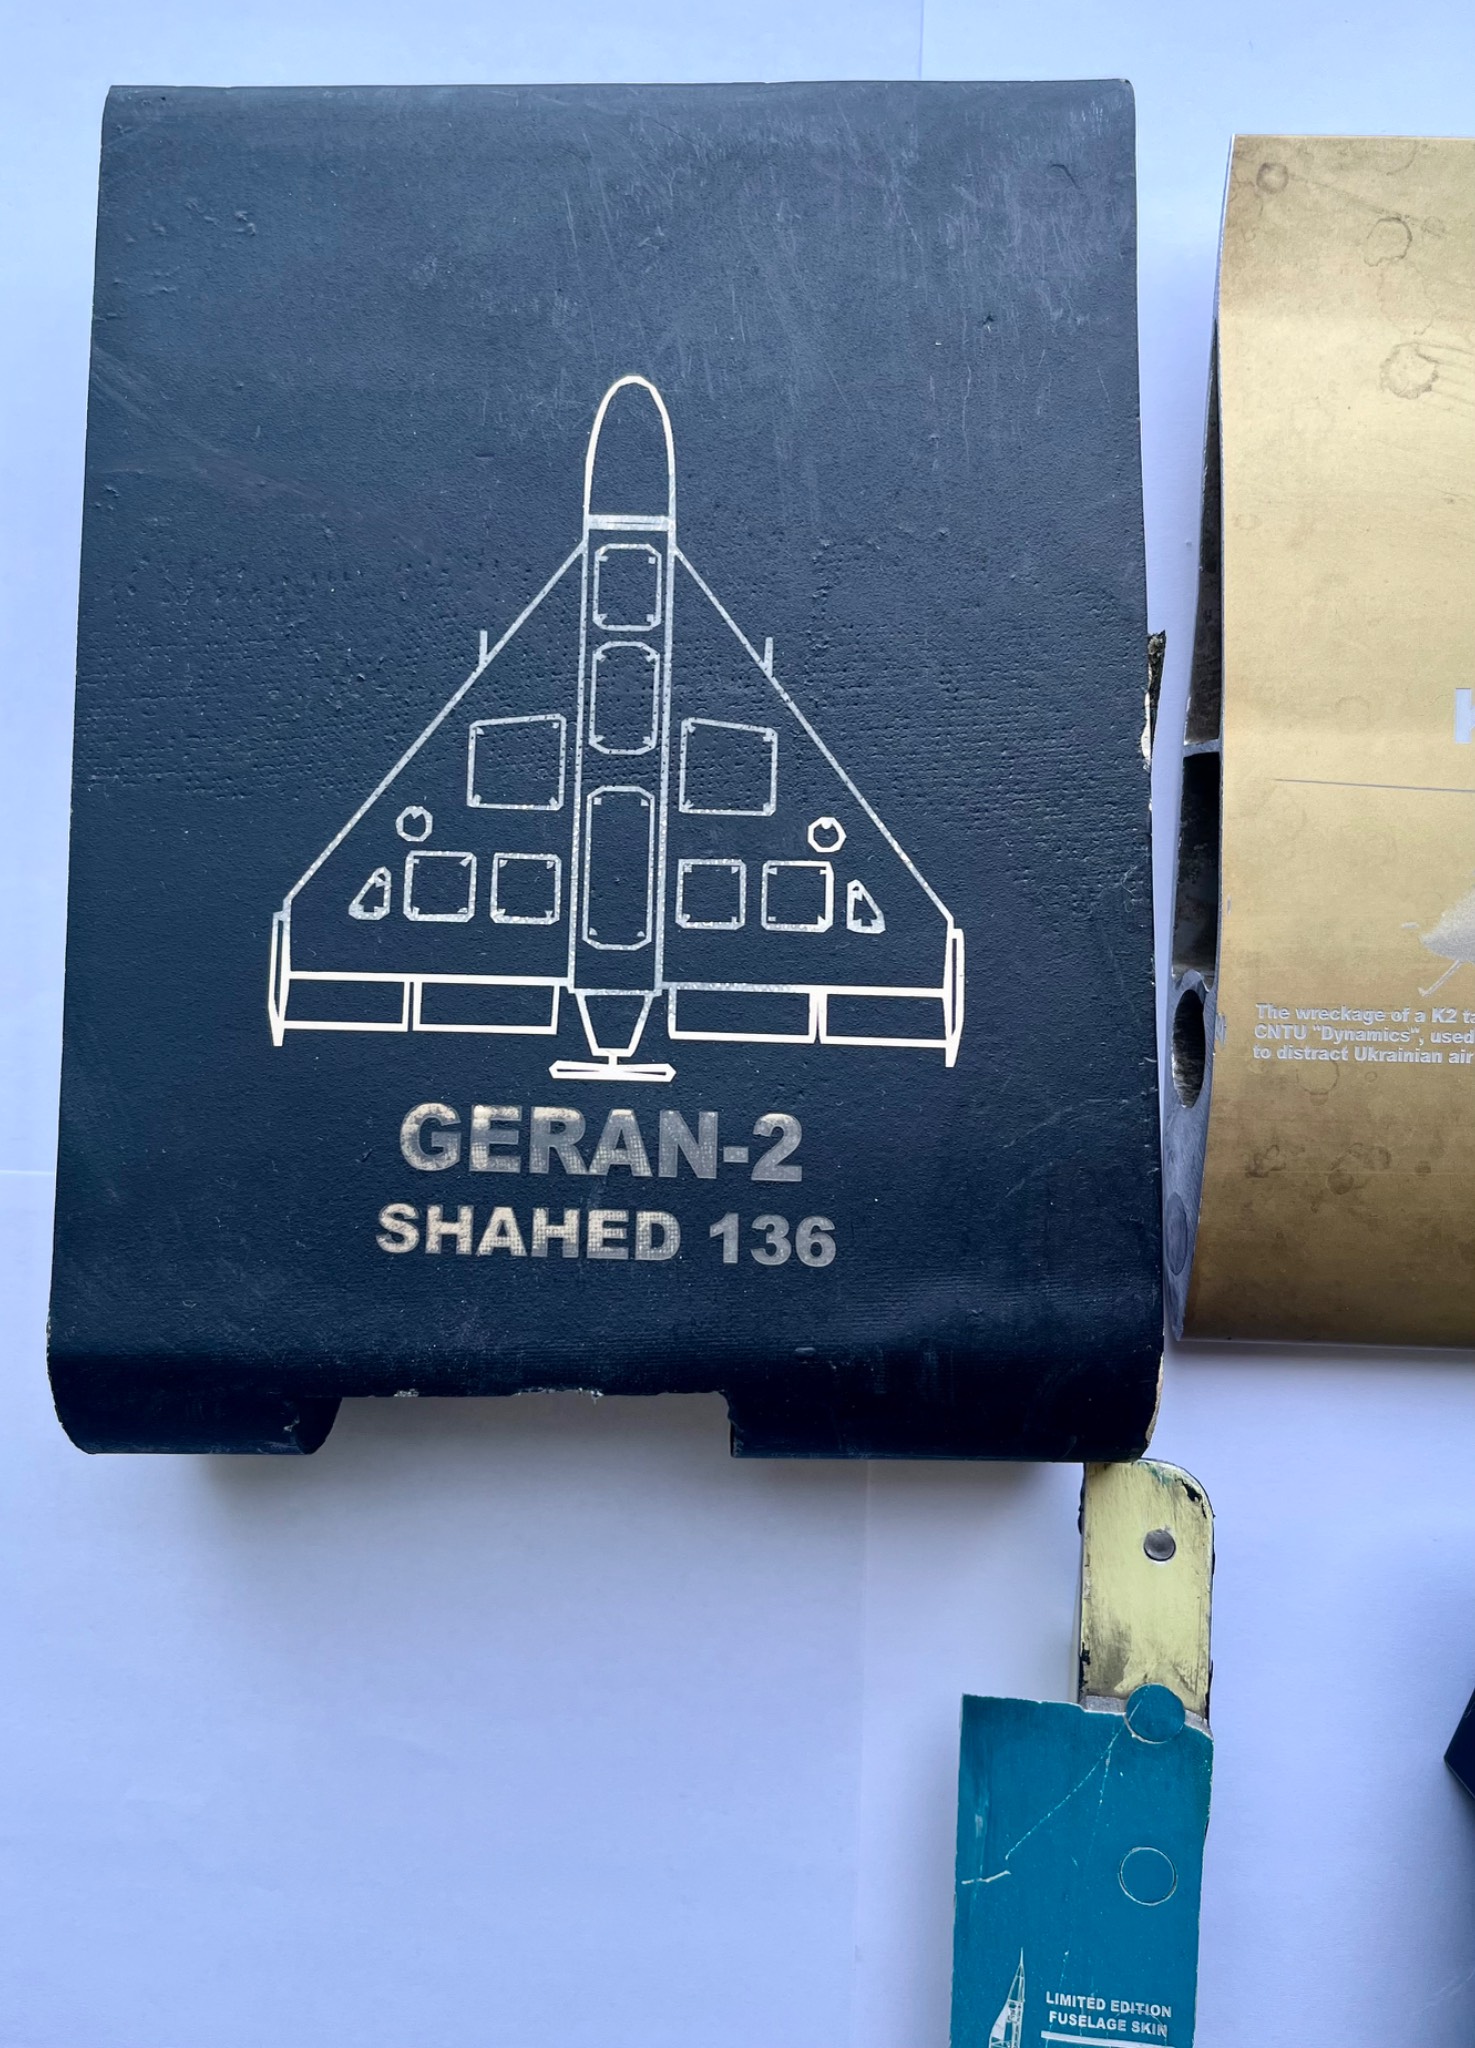 GERAN-2
SHAHED 136
The wreckage of a K2
CNTU "Dynamics", used
to distract Ukrainian air
LIMITED EDITION
FUSELAGE SKIN